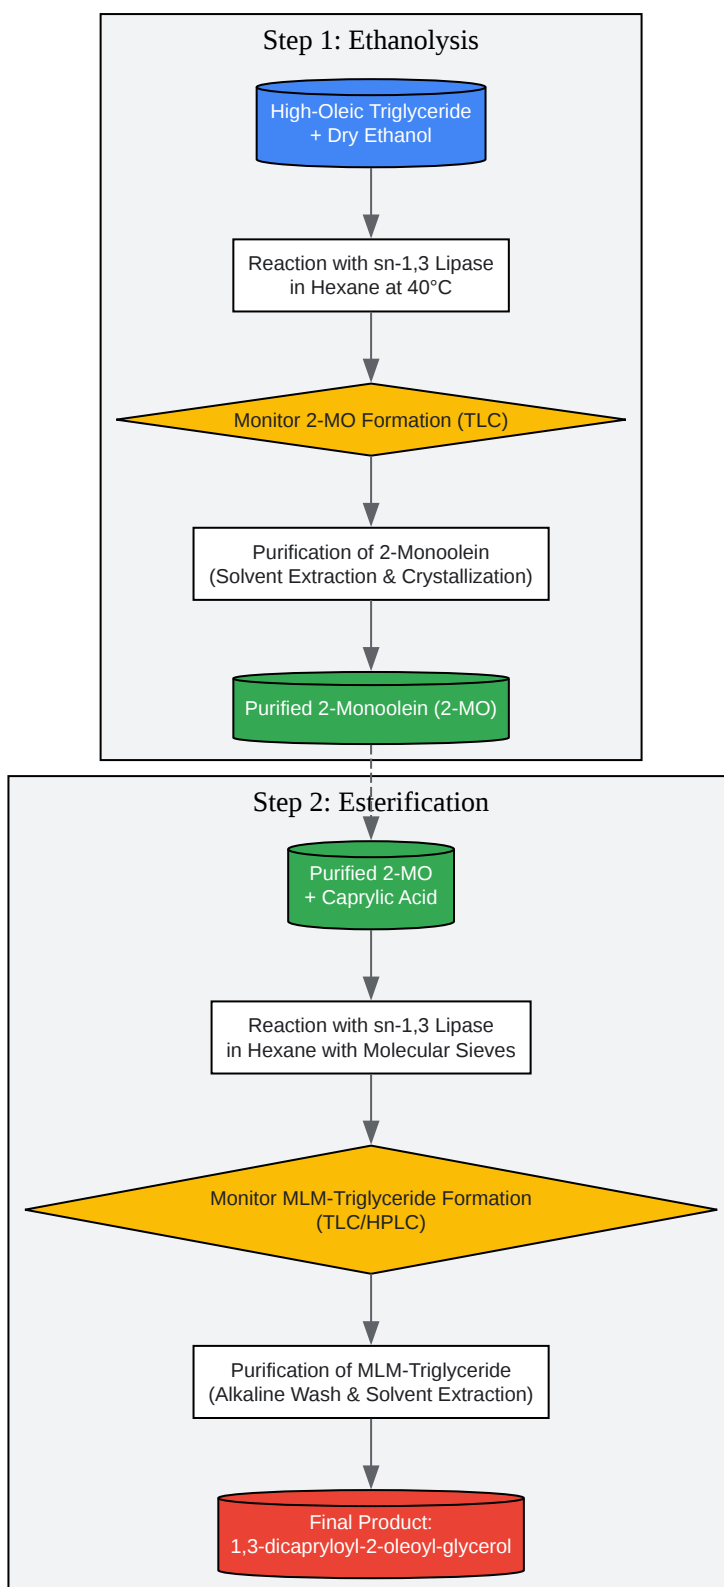 Step 1: Ethanolysis
High-Oleic Triglyceride
+ Dry Ethanol
Reaction with sn-1,3 Lipase
in Hexane at 40°C
Monitor 2-MO Formation (TLC)
Purification of 2-Monoolein
(Solvent Extraction & Crystallization)
Purified 2-Monoolein (2-MO)
Step 2: Esterification
Purified 2-MO
+ Caprylic Acid
Reaction with sn-1,3 Lipase
in Hexane with Molecular Sieves
Monitor MLM-Triglyceride Formation
(TLC/HPLC)
Purification of MLM-Triglyceride
(Alkaline Wash & Solvent Extraction)
Final Product:
1,3-dicapryloyl-2-oleoyl-glycerol